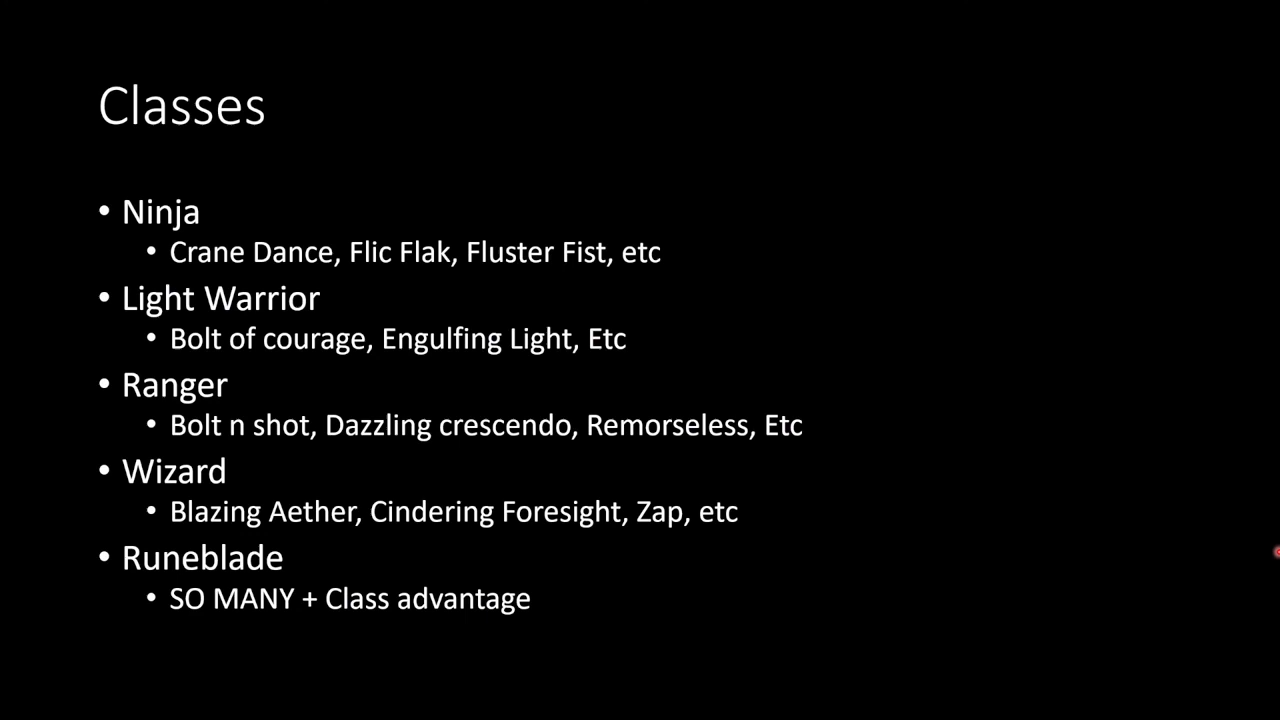 Classes
• Ninja
• Crane Dance, Flic Flak, Fluster Fist, etc
• Light Warrior
• Bolt of courage, Engulfing Light, Etc
• Ranger
• Bolt n shot, Dazzling crescendo, Remorseless, Etc
• Wizard
• Blazing Aether, Cindering Foresight, Zap, etc
• Runeblade
• SO MANY + Class advantage